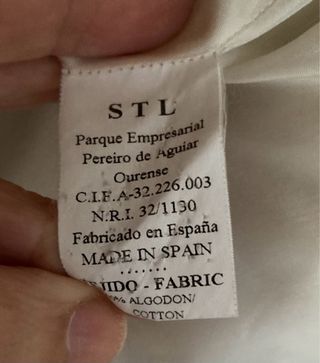 STL
Parque Empresarial
Pereiro de Aguiar
Ourense
C.I.F.A-32.226.003
N.R.I. 32/1130
Fabricado en España
MADE IN SPAIN
.......
JIDO - FABRIC
% ALGODON/
COTTON